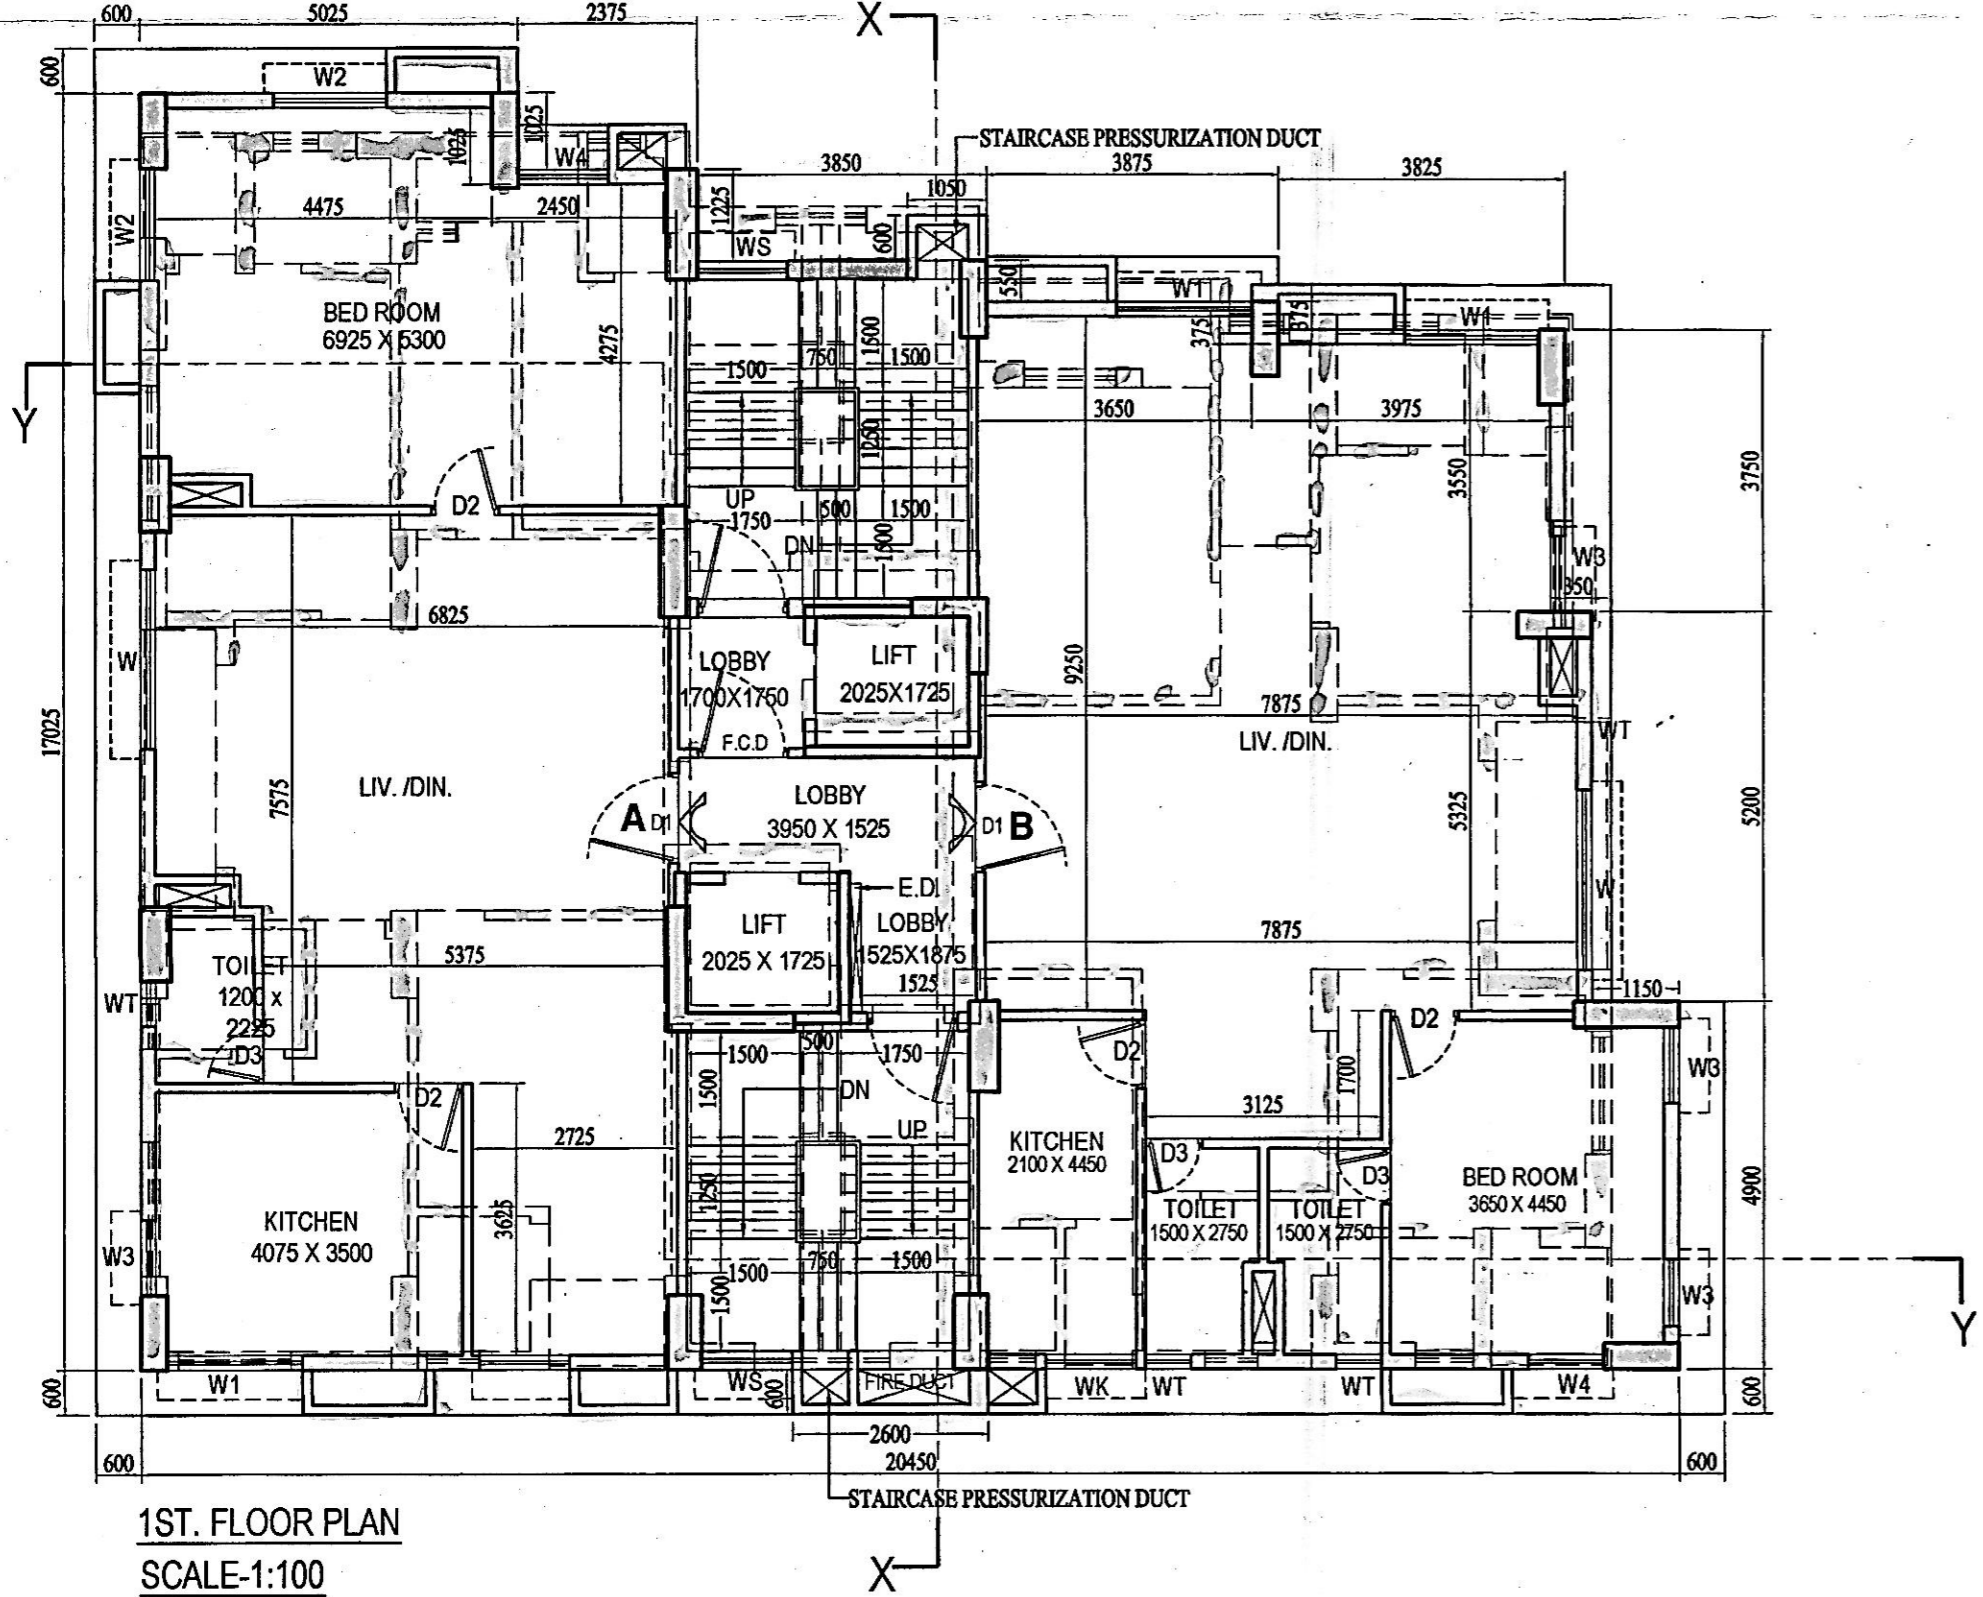 600
5025
2375
X
600
W2
1025
1025
W4
STAIRCASE PRESSURIZATION DUCT
3850
3875
3825
1050
1225
4475
2450
W2
WS
600
550
W1
375
375
W1
BED ROOM
6925 X 5300
4275
1500
750
1500
1500
3650
3975
Y
1250
3550
3750
D2
UP
1750
500
1500
DN
1500
W3
350
6825
W
LOBBY
1700X1750
LIFT
2025X1725
9250
7875
17025
F.C.D
LIV. /DIN.
WT
7575
LIV. /DIN.
A
D1
LOBBY
3950 X 1525
D1
B
5325
5200
E.D.
W
LIFT
2025 X 1725
LOBBY
1525X1875
1525
7875
5375
TOILET
1200 X
2225
WT
D3
1150
D2
1500
500
1750
1500
D2
1700
W3
D2
DN
3125
2725
UP
KITCHEN
2100 X 4450
D3
D3
BED ROOM
3650 X 4450
4900
1250
3625
KITCHEN
4075 X 3500
TOILET
1500 X 2750
TOILET
1500 X 2750
W3
1500
750
1500
1500
W3
Y
600
W1
WS
600
FIRE DUCT
WK
WT
WT
W4
600
2600
600
20450
600
STAIRCASE PRESSURIZATION DUCT
1ST. FLOOR PLAN
SCALE-1:100
X